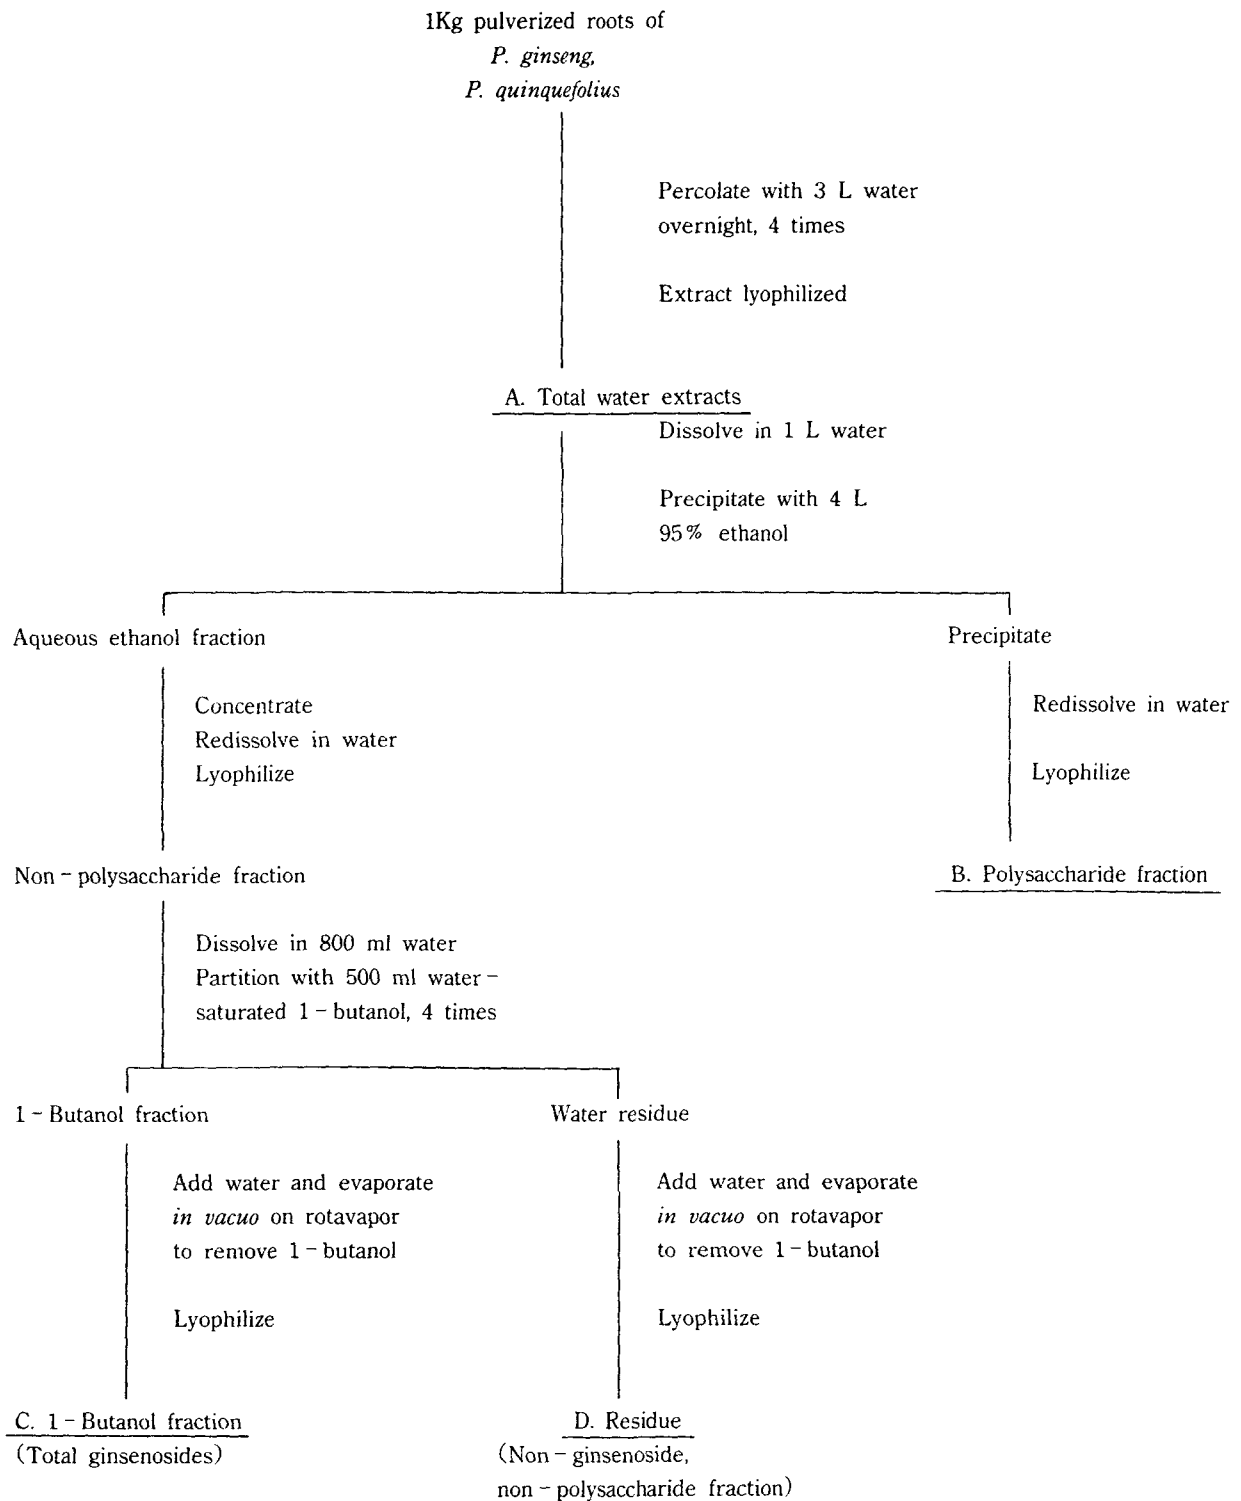 1Kg pulverized roots of
P. ginseng,
P. quinquefolius
Percolate with 3 L water
overnight, 4 times
Extract lyophilized
A. Total water extracts
Dissolve in 1 L water
Precipitate with 4 L
95% ethanol
Aqueous ethanol fraction
Precipitate
Concentrate
Redissolve in water
Lyophilize
Redissolve in water
Lyophilize
Non-polysaccharide fraction
B. Polysaccharide fraction
Dissolve in 800 ml water
Partition with 500 ml water-
saturated 1-butanol, 4 times
1-Butanol fraction
Water residue
Add water and evaporate
in vacuo on rotavapor
to remove 1-butanol
Lyophilize
Add water and evaporate
in vacuo on rotavapor
to remove 1-butanol
Lyophilize
C. 1-Butanol fraction
(Total ginsenosides)
D. Residue
(Non-ginsenoside,
non-polysaccharide fraction)